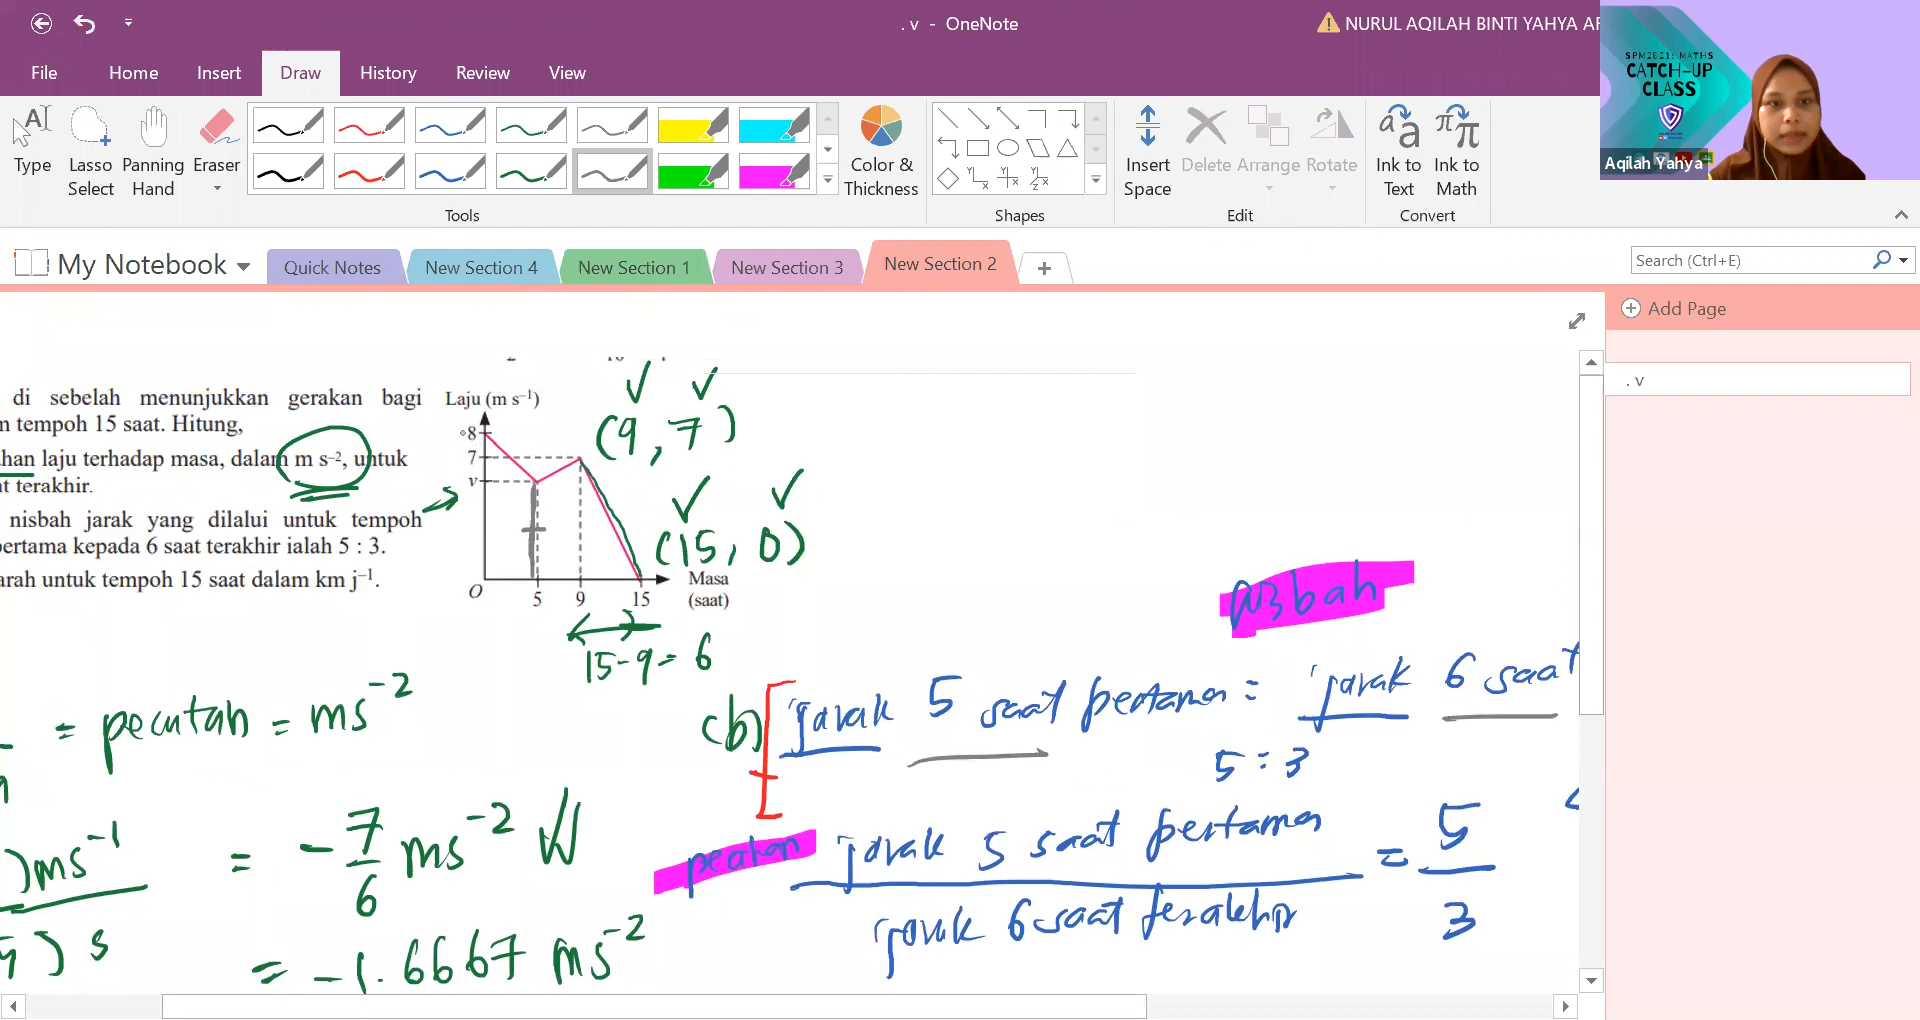 . v - OneNote
NURUL AQILAH BINTI YAHYA AF
File Home Insert Draw History Review View
Type
Lasso Select
Panning Hand
Eraser
Color & Thickness
Insert Space
Delete
Arrange
Rotate
Ink to Text
Ink to Math
Tools
Shapes
Edit
Convert
SPM2021: MATHS
CATCH-UP
CLASS
Aqilah Yahya
My Notebook
Quick Notes
New Section 4
New Section 1
New Section 3
New Section 2
Search (Ctrl+E)
Add Page
. v
di sebelah menunjukkan gerakan bagi
m tempoh 15 saat. Hitung,
ahan laju terhadap masa, dalam m s⁻², untuk
at terakhir.
nisbah jarak yang dilalui untuk tempoh
pertama kepada 6 saat terakhir ialah 5 : 3.
arah untuk tempoh 15 saat dalam km j⁻¹.
Laju (m s⁻¹)
8
7
v
O
5 9 15
Masa
(saat)
(9, 7)
(15, 0)
15-9=6
= pecutan = ms⁻²
)ms⁻¹
) s
= -7/6 ms⁻²
= -1.6667 ms⁻²
nisbah
(b) jarak 5 saat pertama = jarak 6 saat
5 : 3
jarak 5 saat pertama
= 5/3
jarak 6 saat terakhir